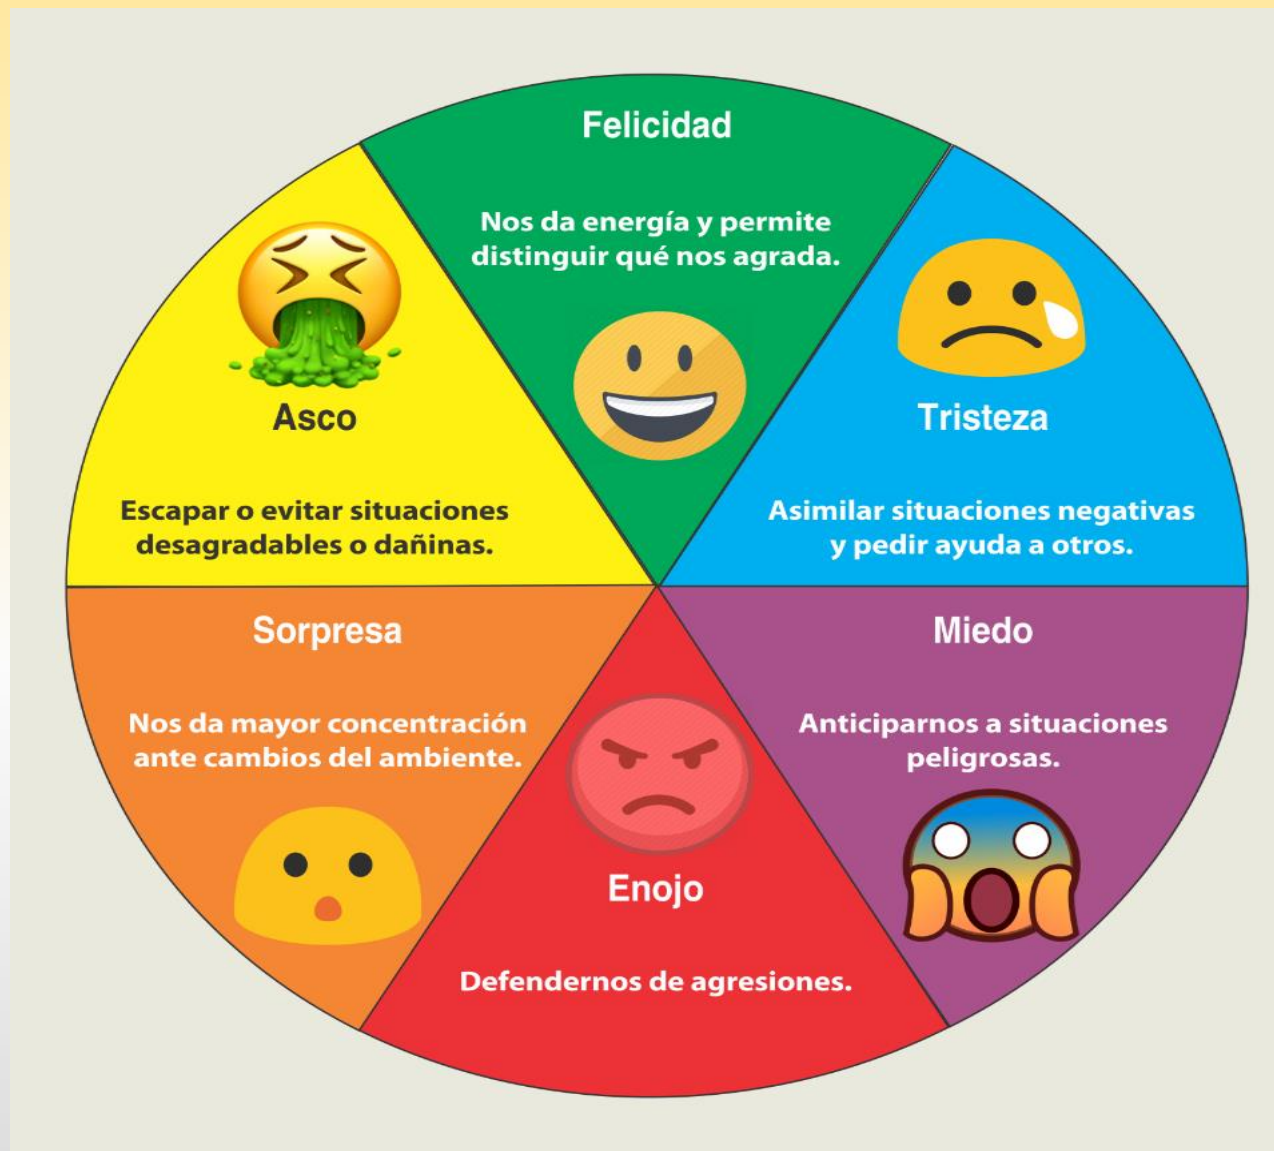 Felicidad
Nos da energía y permite
distinguir qué nos agrada.
Tristeza
Asimilar situaciones negativas
y pedir ayuda a otros.
Miedo
Anticiparnos a situaciones
peligrosas.
Enojo
Defendernos de agresiones.
Sorpresa
Nos da mayor concentración
ante cambios del ambiente.
Asco
Escapar o evitar situaciones
desagradables o dañinas.